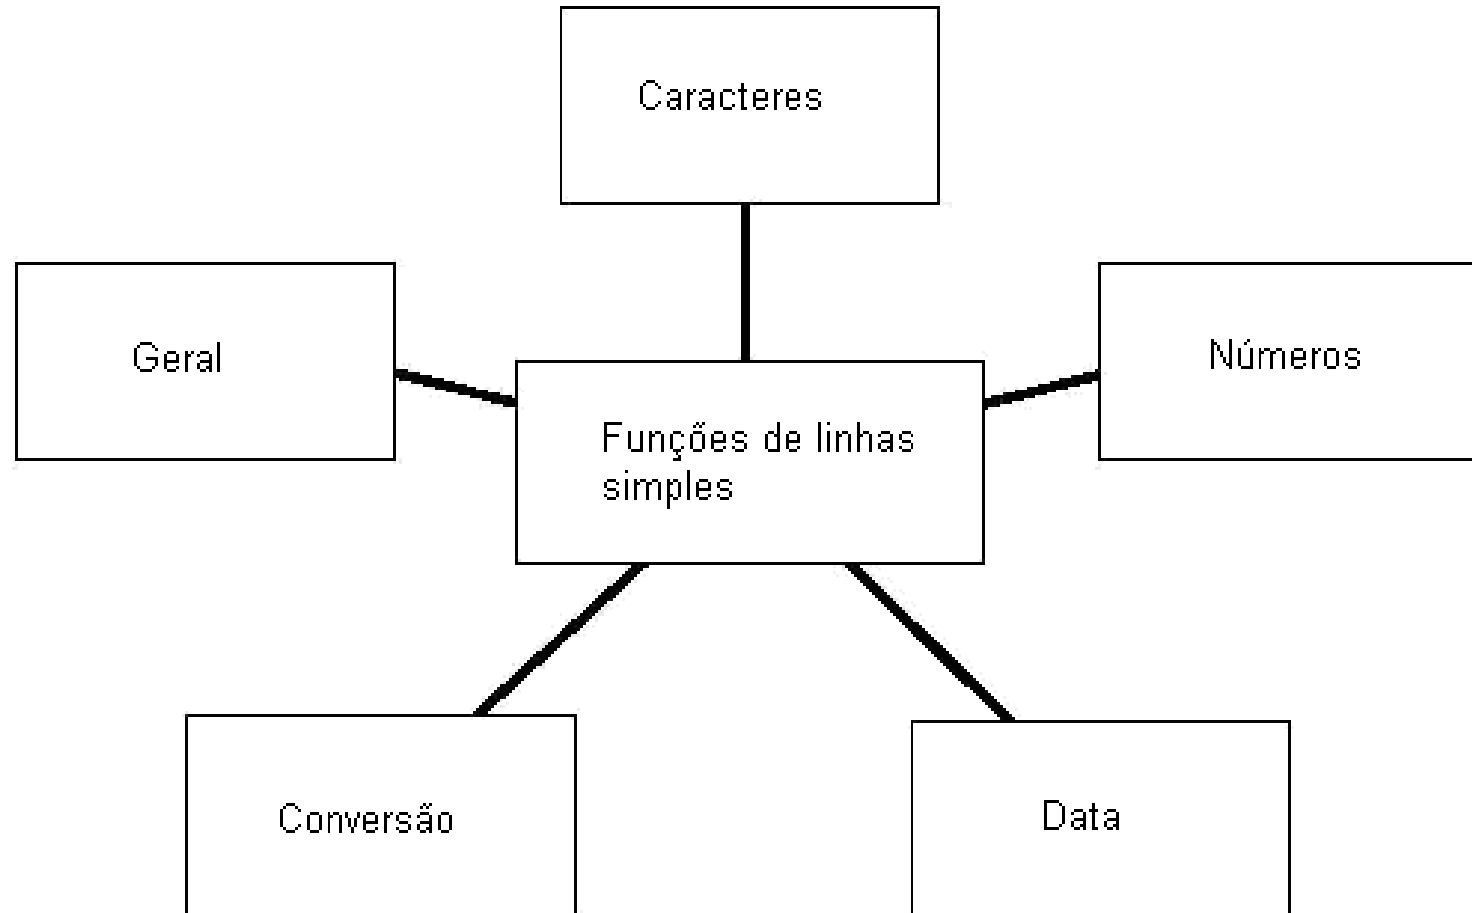 Caracteres
Geral
Números
Funções de linhas
simples
Conversão
Data